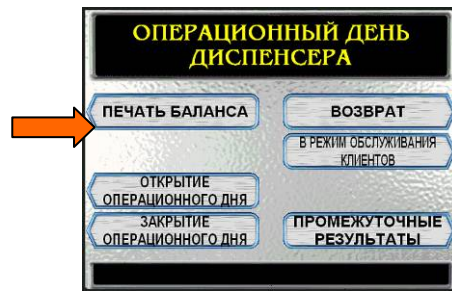 ОПЕРАЦИОННЫЙ ДЕНЬ
ДИСПЕНСЕРА
ПЕЧАТЬ БАЛАНСА
ВОЗВРАТ
В РЕЖИМ ОБСЛУЖИВАНИЯ
КЛИЕНТОВ
ОТКРЫТИЕ
ОПЕРАЦИОННОГО ДНЯ
ЗАКРЫТИЕ
ОПЕРАЦИОННОГО ДНЯ
ПРОМЕЖУТОЧНЫЕ
РЕЗУЛЬТАТЫ